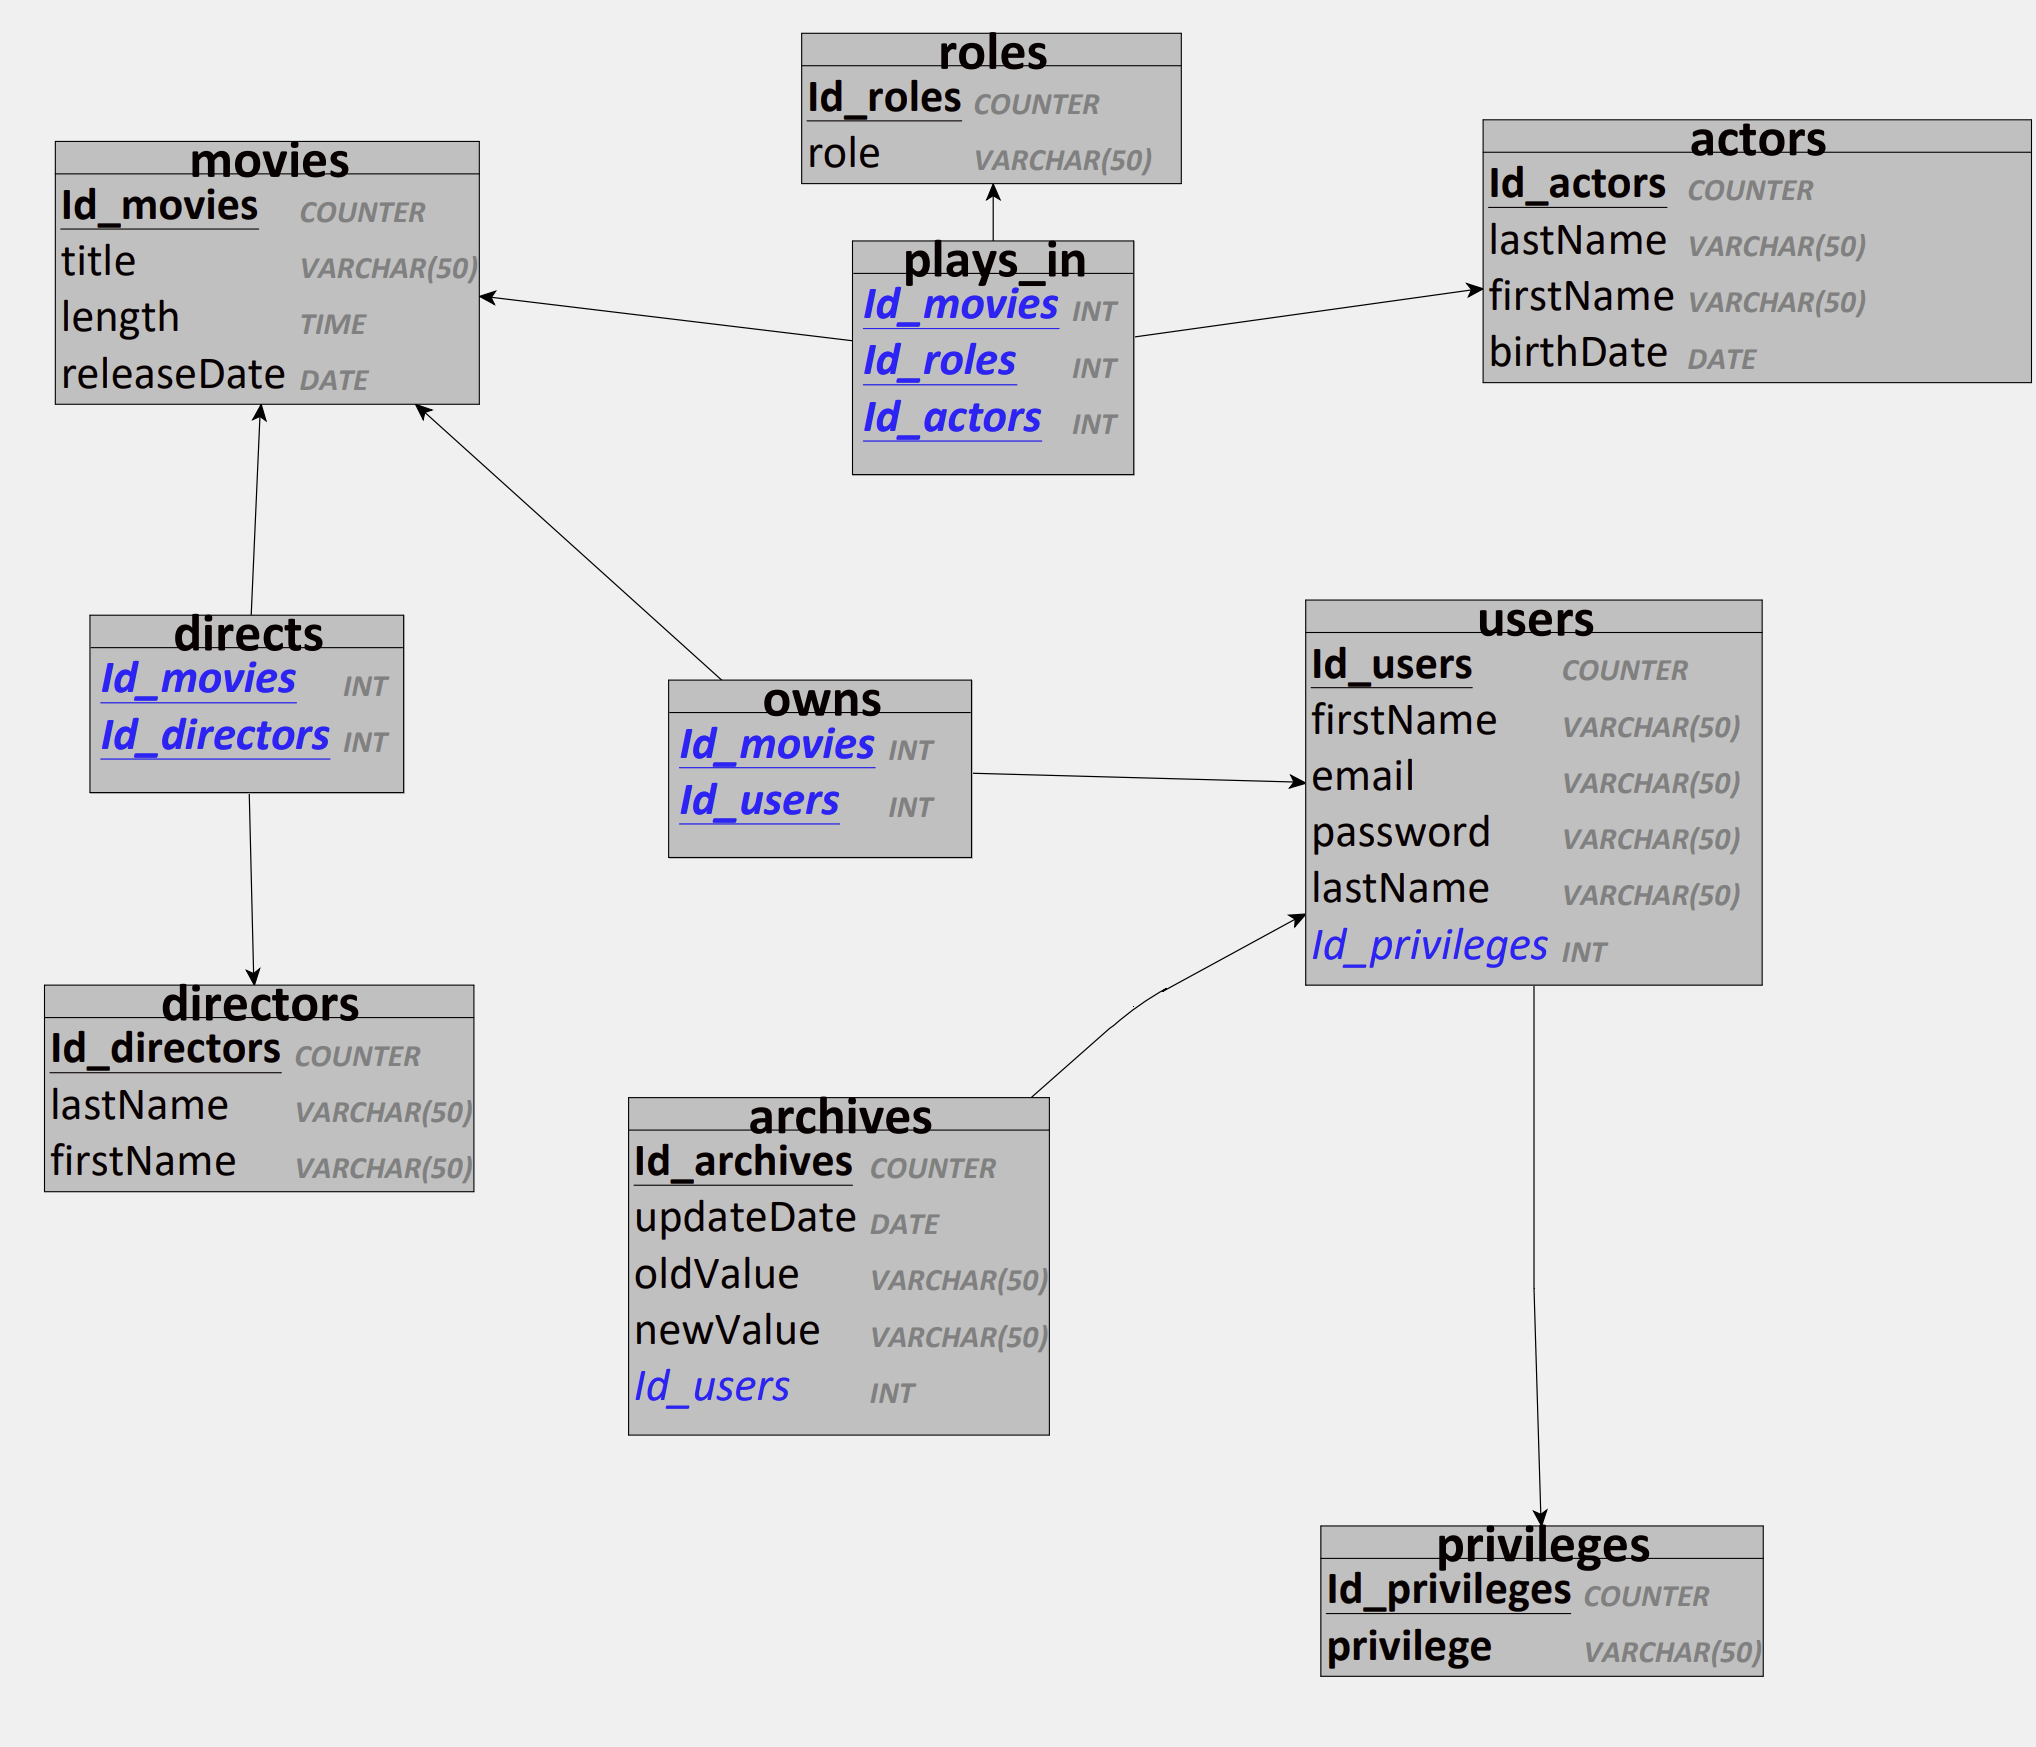 roles
Id_roles COUNTER
role VARCHAR(50)
movies
Id_movies COUNTER
title VARCHAR(50)
length TIME
releaseDate DATE
actors
Id_actors COUNTER
lastName VARCHAR(50)
firstName VARCHAR(50)
birthDate DATE
plays_in
Id_movies INT
Id_roles INT
Id_actors INT
directs
Id_movies INT
Id_directors INT
owns
Id_movies INT
Id_users INT
users
Id_users COUNTER
firstName VARCHAR(50)
email VARCHAR(50)
password VARCHAR(50)
lastName VARCHAR(50)
Id_privileges INT
directors
Id_directors COUNTER
lastName VARCHAR(50)
firstName VARCHAR(50)
archives
Id_archives COUNTER
updateDate DATE
oldValue VARCHAR(50)
newValue VARCHAR(50)
Id_users INT
privileges
Id_privileges COUNTER
privilege VARCHAR(50)